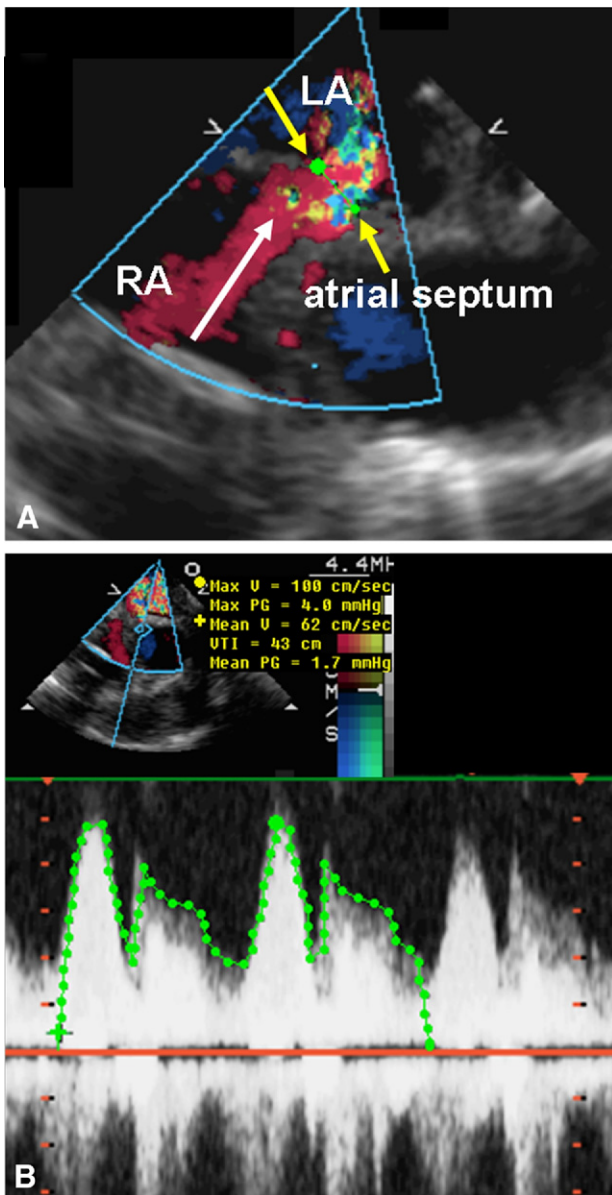 LA
RA
atrial septum
A
4.4MH
Max V = 100 cm/sec
Max PG = 4.0 mmHg
Mean V = 62 cm/sec
VTI = 43 cm
Mean PG = 1.7 mmHg
M
/
S
B